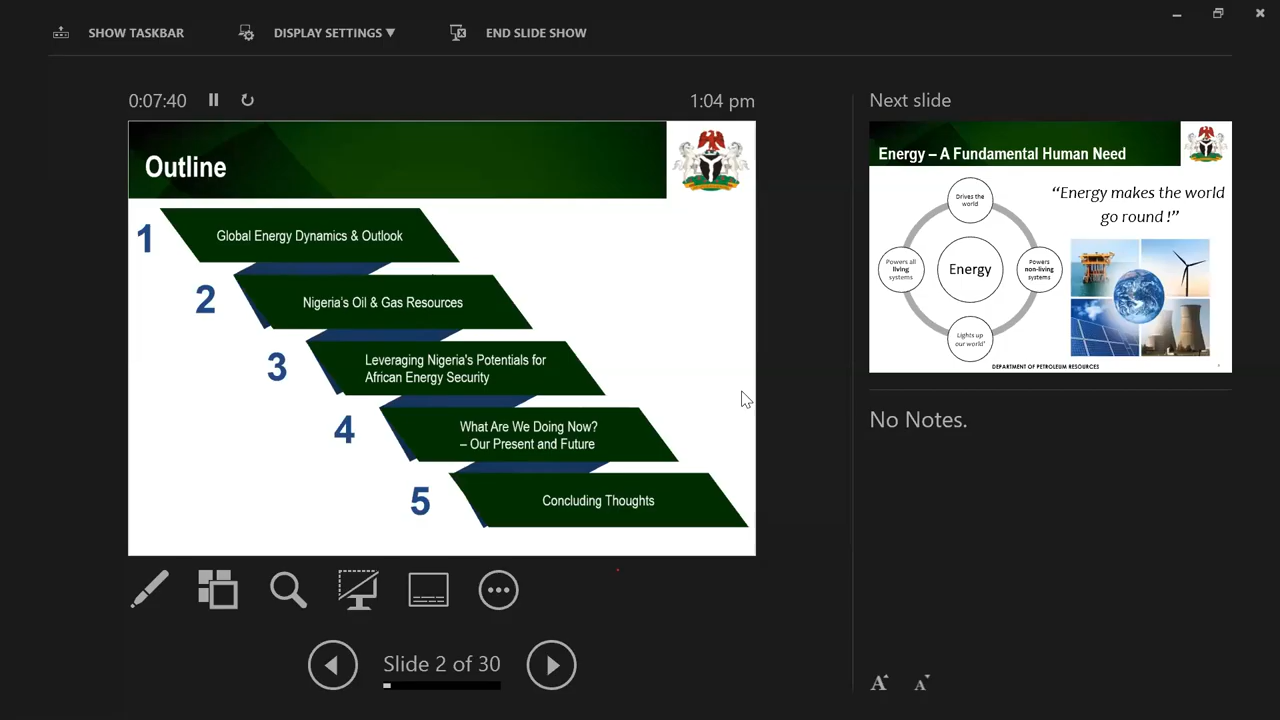 SHOW TASKBAR
DISPLAY SETTINGS ▼
END SLIDE SHOW
0:07:40
1:04 pm
Outline
1
Global Energy Dynamics & Outlook
2
Nigeria's Oil & Gas Resources
3
Leveraging Nigeria's Potentials for
African Energy Security
4
What Are We Doing Now?
– Our Present and Future
5
Concluding Thoughts
Slide 2 of 30
Next slide
Energy – A Fundamental Human Need
Drives the
world
“Energy makes the world
go round !”
Powers all
living
systems
Energy
Powers
non-living
systems
Lights up
our world'
DEPARTMENT OF PETROLEUM RESOURCES
No Notes.
A
A